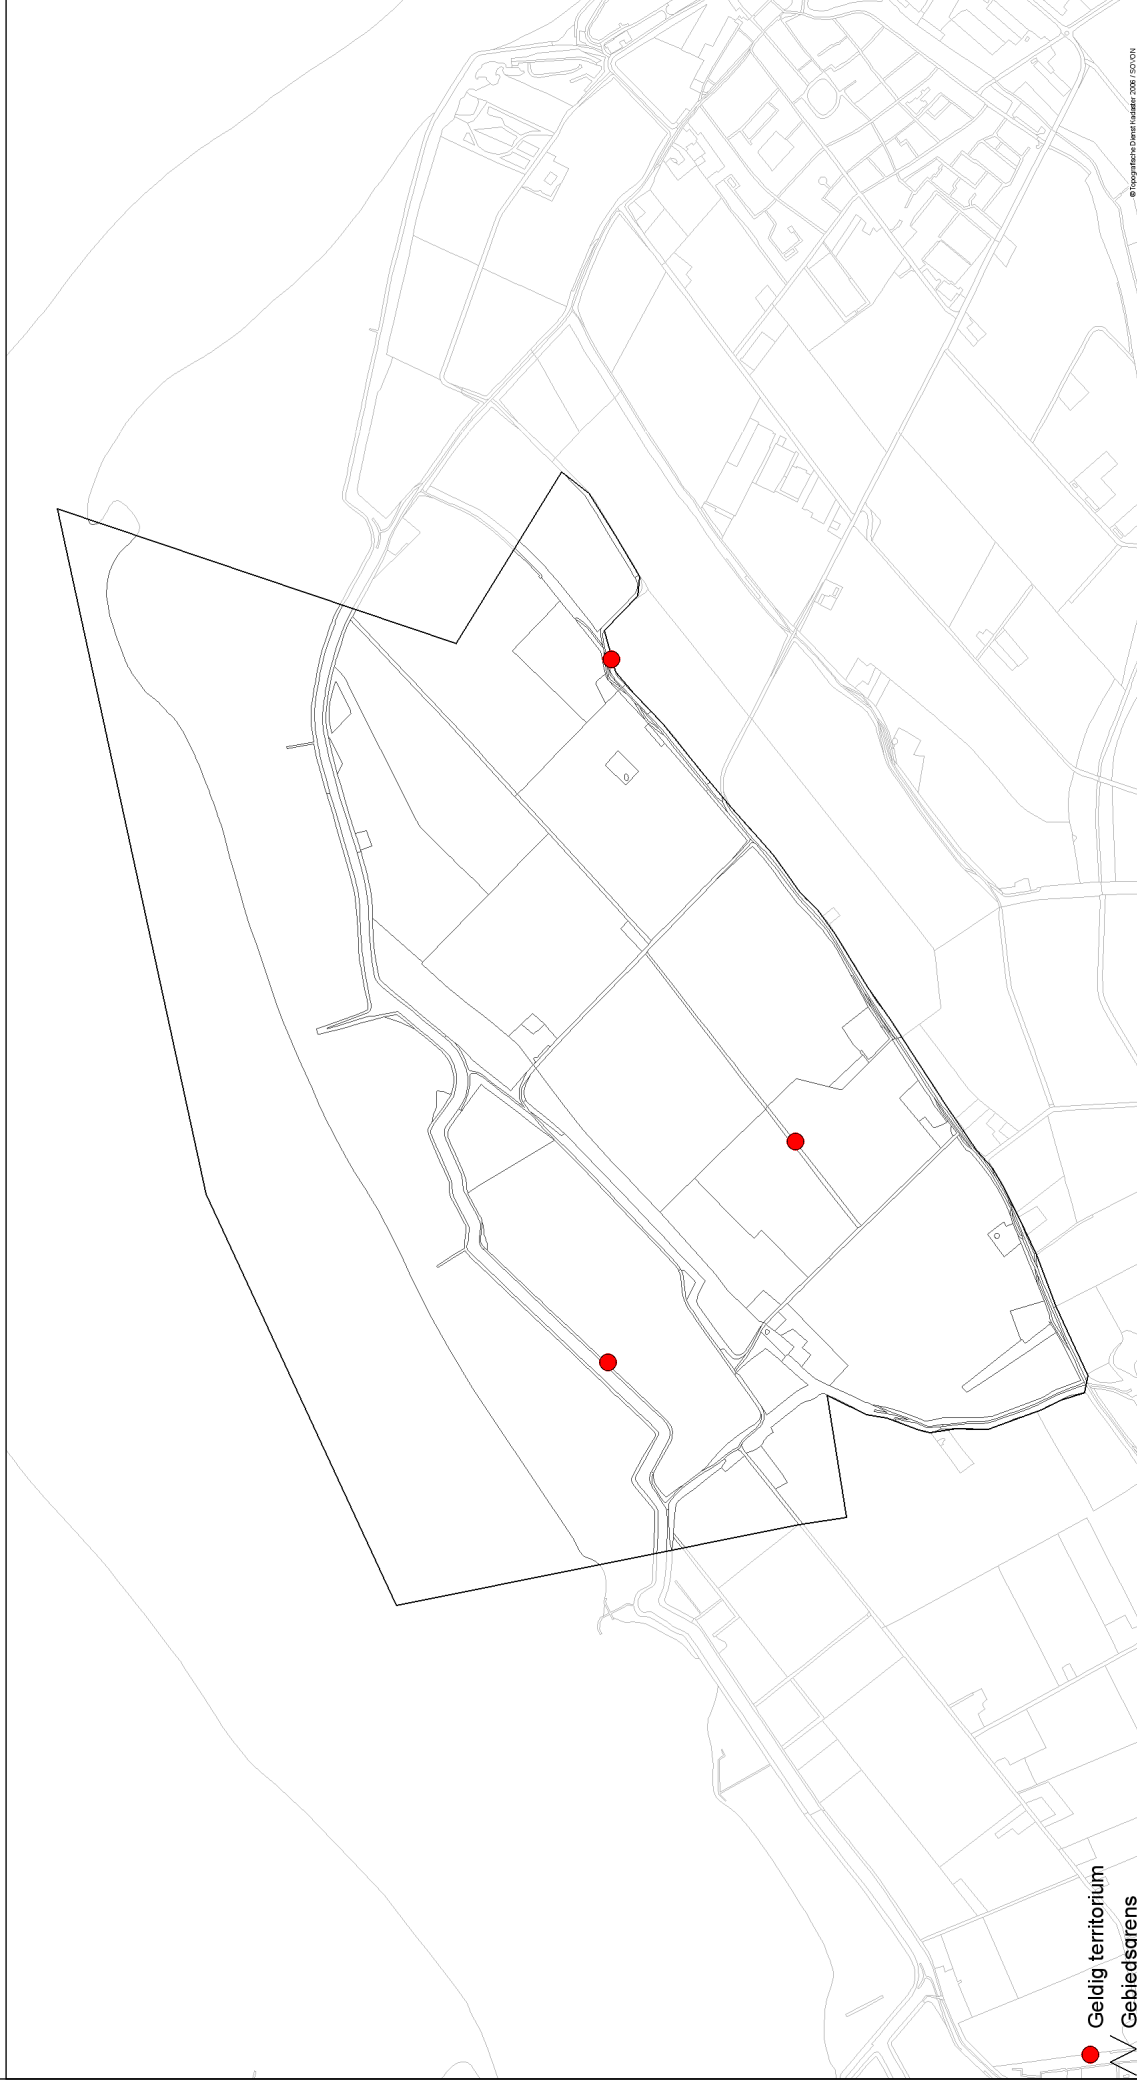 © Topografische Dienst Kadaster 2006 / SOVON
Geldig territorium
Gebiedsgrens